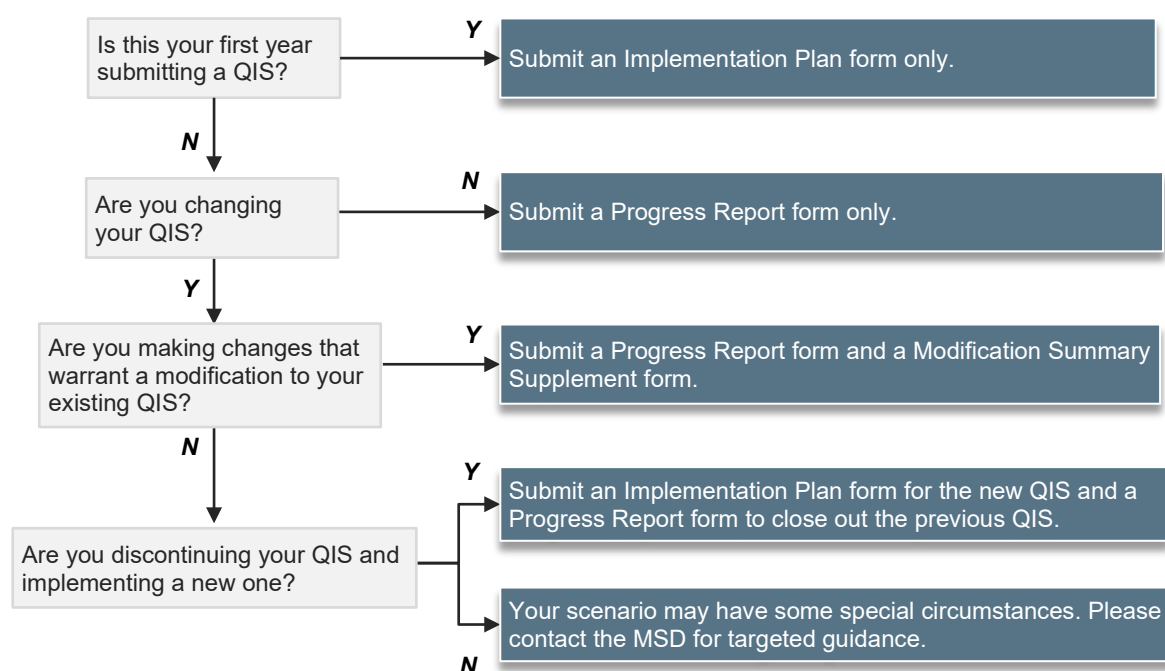 Is this your first year
submitting a QIS?
Y
Submit an Implementation Plan form only.
N
Are you changing
your QIS?
N
Submit a Progress Report form only.
Y
Are you making changes that
warrant a modification to your
existing QIS?
Y
Submit a Progress Report form and a Modification Summary
Supplement form.
N
Are you discontinuing your QIS and
implementing a new one?
Y
Submit an Implementation Plan form for the new QIS and a
Progress Report form to close out the previous QIS.
N
Your scenario may have some special circumstances. Please
contact the MSD for targeted guidance.